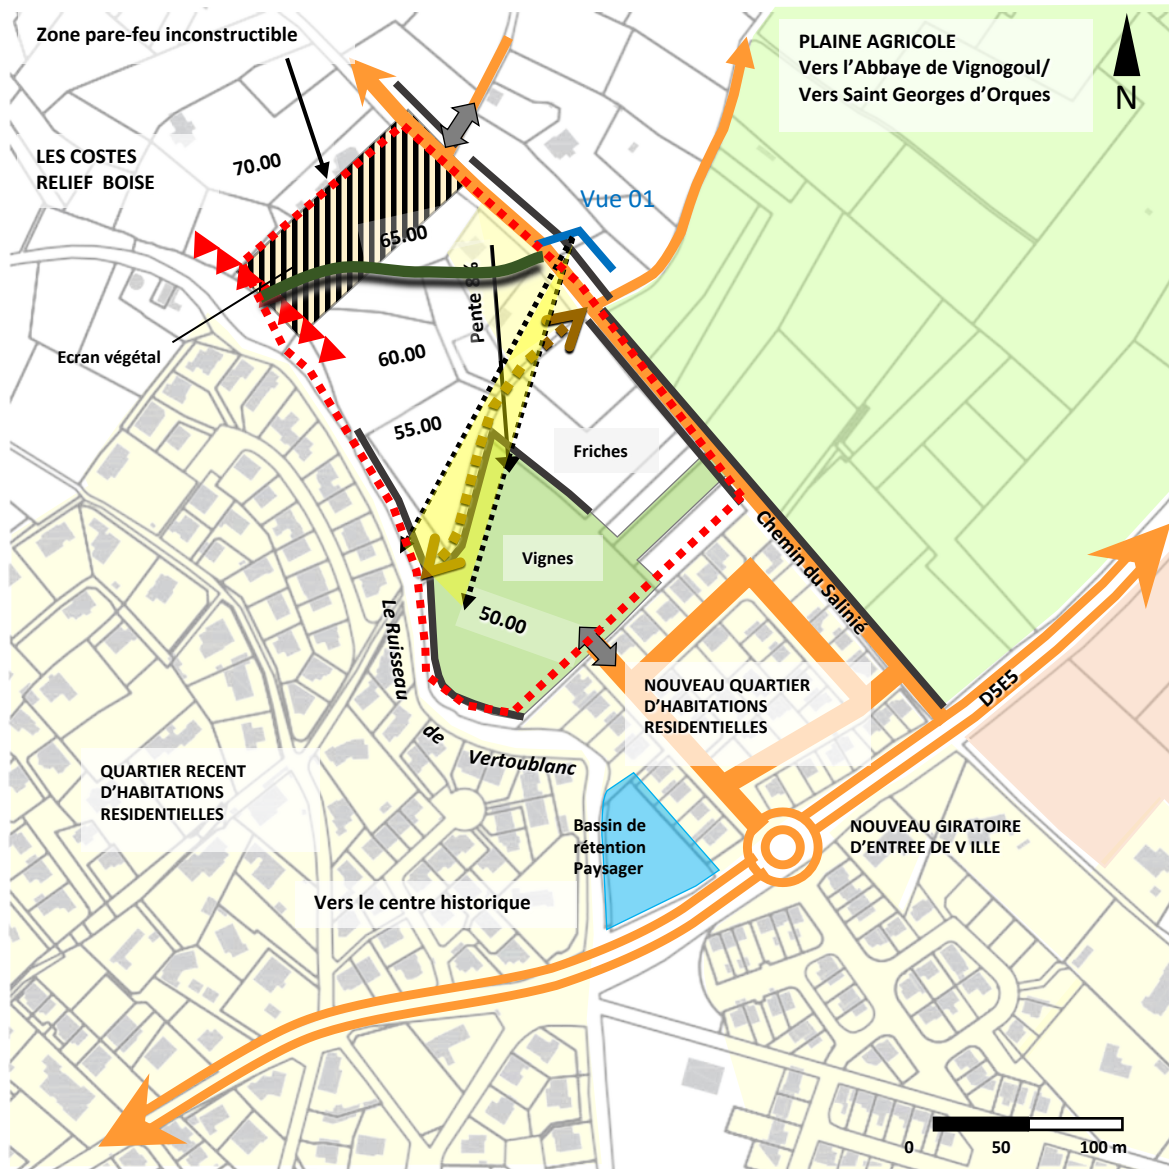 Zone pare-feu inconstructible
PLAINE AGRICOLE
Vers l'Abbaye de Vignogoul/
Vers Saint Georges d'Orques
N
LES COSTES
RELIEF BOISE
70.00
Vue 01
65.00
Pente 8%
Ecran végétal
60.00
55.00
Friches
Vignes
Chemin du Salinié
50.00
Le Ruisseau
de
Vertoublanc
NOUVEAU QUARTIER
D'HABITATIONS
RESIDENTIELLES
D5E5
QUARTIER RECENT
D'HABITATIONS
RESIDENTIELLES
Bassin de
rétention
Paysager
NOUVEAU GIRATOIRE
D'ENTREE DE V ILLE
Vers le centre historique
0 50 100 m